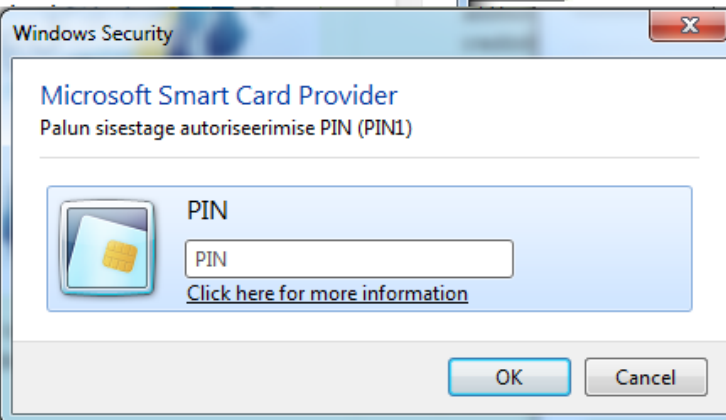 Windows Security
Microsoft Smart Card Provider
Palun sisestage autoriseerimise PIN (PIN1)
PIN
PIN
Click here for more information
OK
Cancel